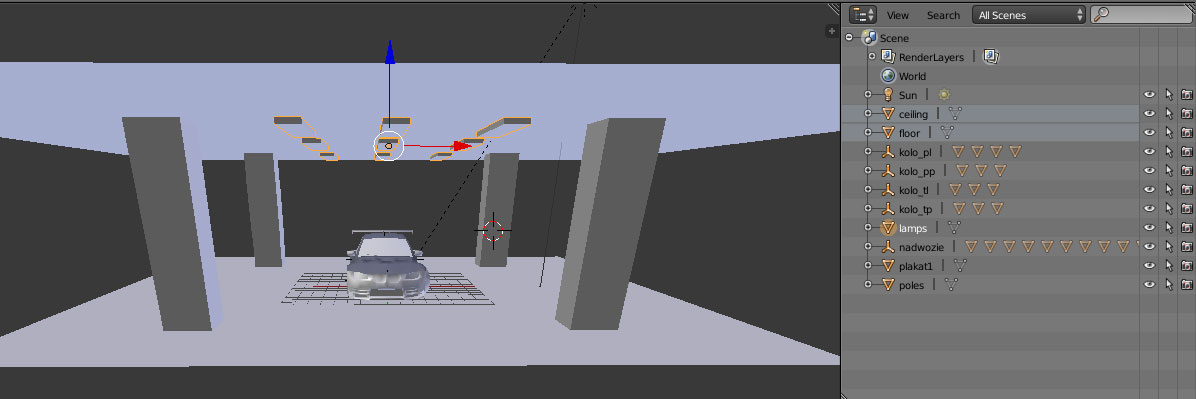 View Search All Scenes
Scene
RenderLayers
World
Sun
ceiling
floor
kolo_pl
kolo_pp
kolo_tl
kolo_tp
lamps
nadwozie
plakat1
poles